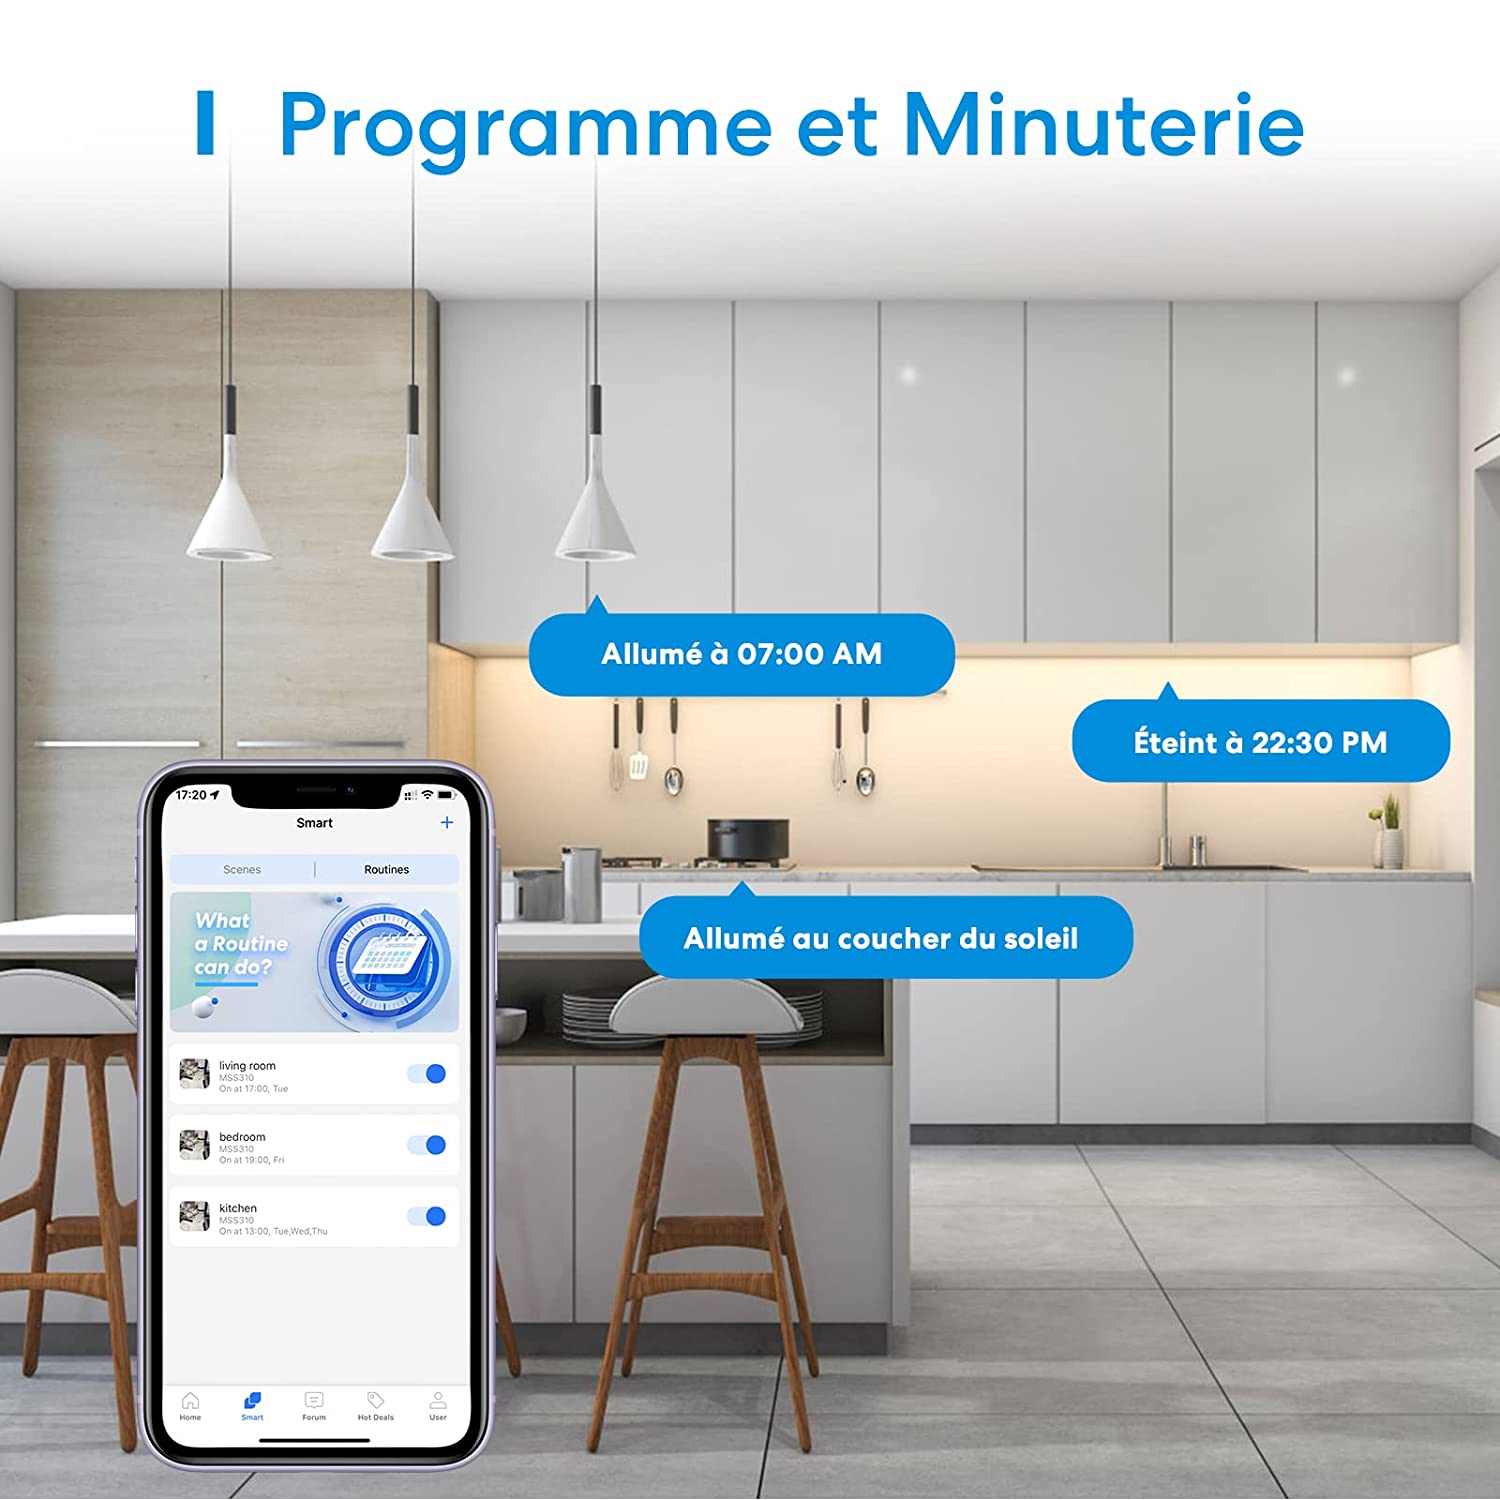 Programme et Minuterie
Allumé à 07:00 AM
Éteint à 22:30 PM
Allumé au coucher du soleil
17:20
Smart
+
Scenes | Routines
What
a Routine
can do?
living room
MSS310
On at 17:00, Tue
bedroom
MSS310
On at 19:00, Fri
kitchen
MSS310
On at 13:00, Tue,Wed,Thu
Home Smart Forum Hot Deals User